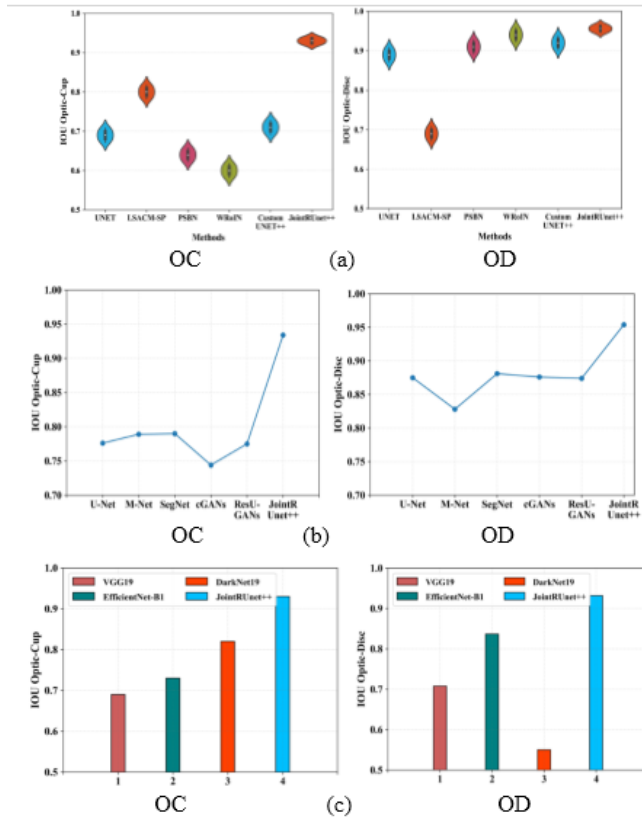 1.0
0.9
0.8
0.7
0.6
0.5
IOU Optic-Cup
UNET LSACM-SP PSBN WRoIN Custom UNET++ JointRUnet++
Methods
1.0
0.9
0.8
0.7
0.6
0.5
IOU Optic-Disc
UNET LSACM-SP PSBN WRoIN Custom UNET++ JointRUnet++
Methods
OC (a) OD
1.00
0.95
0.90
0.85
0.80
0.75
0.70
IOU Optic-Cup
U-Net M-Net SegNet cGANs ResU-GANs JointR Unet++
1.00
0.95
0.90
0.85
0.80
0.75
0.70
IOU Optic-Disc
U-Net M-Net SegNet cGANs ResU-GANs JointR Unet++
OC (b) OD
1.0
0.9
0.8
0.7
0.6
0.5
IOU Optic-Cup
VGG19 DarkNet19
EfficientNet-B1 JointRUnet++
1 2 3 4
1.0
0.9
0.8
0.7
0.6
0.5
IOU Optic-Disc
VGG19 DarkNet19
EfficientNet-B1 JointRUnet++
1 2 3 4
OC (c) OD